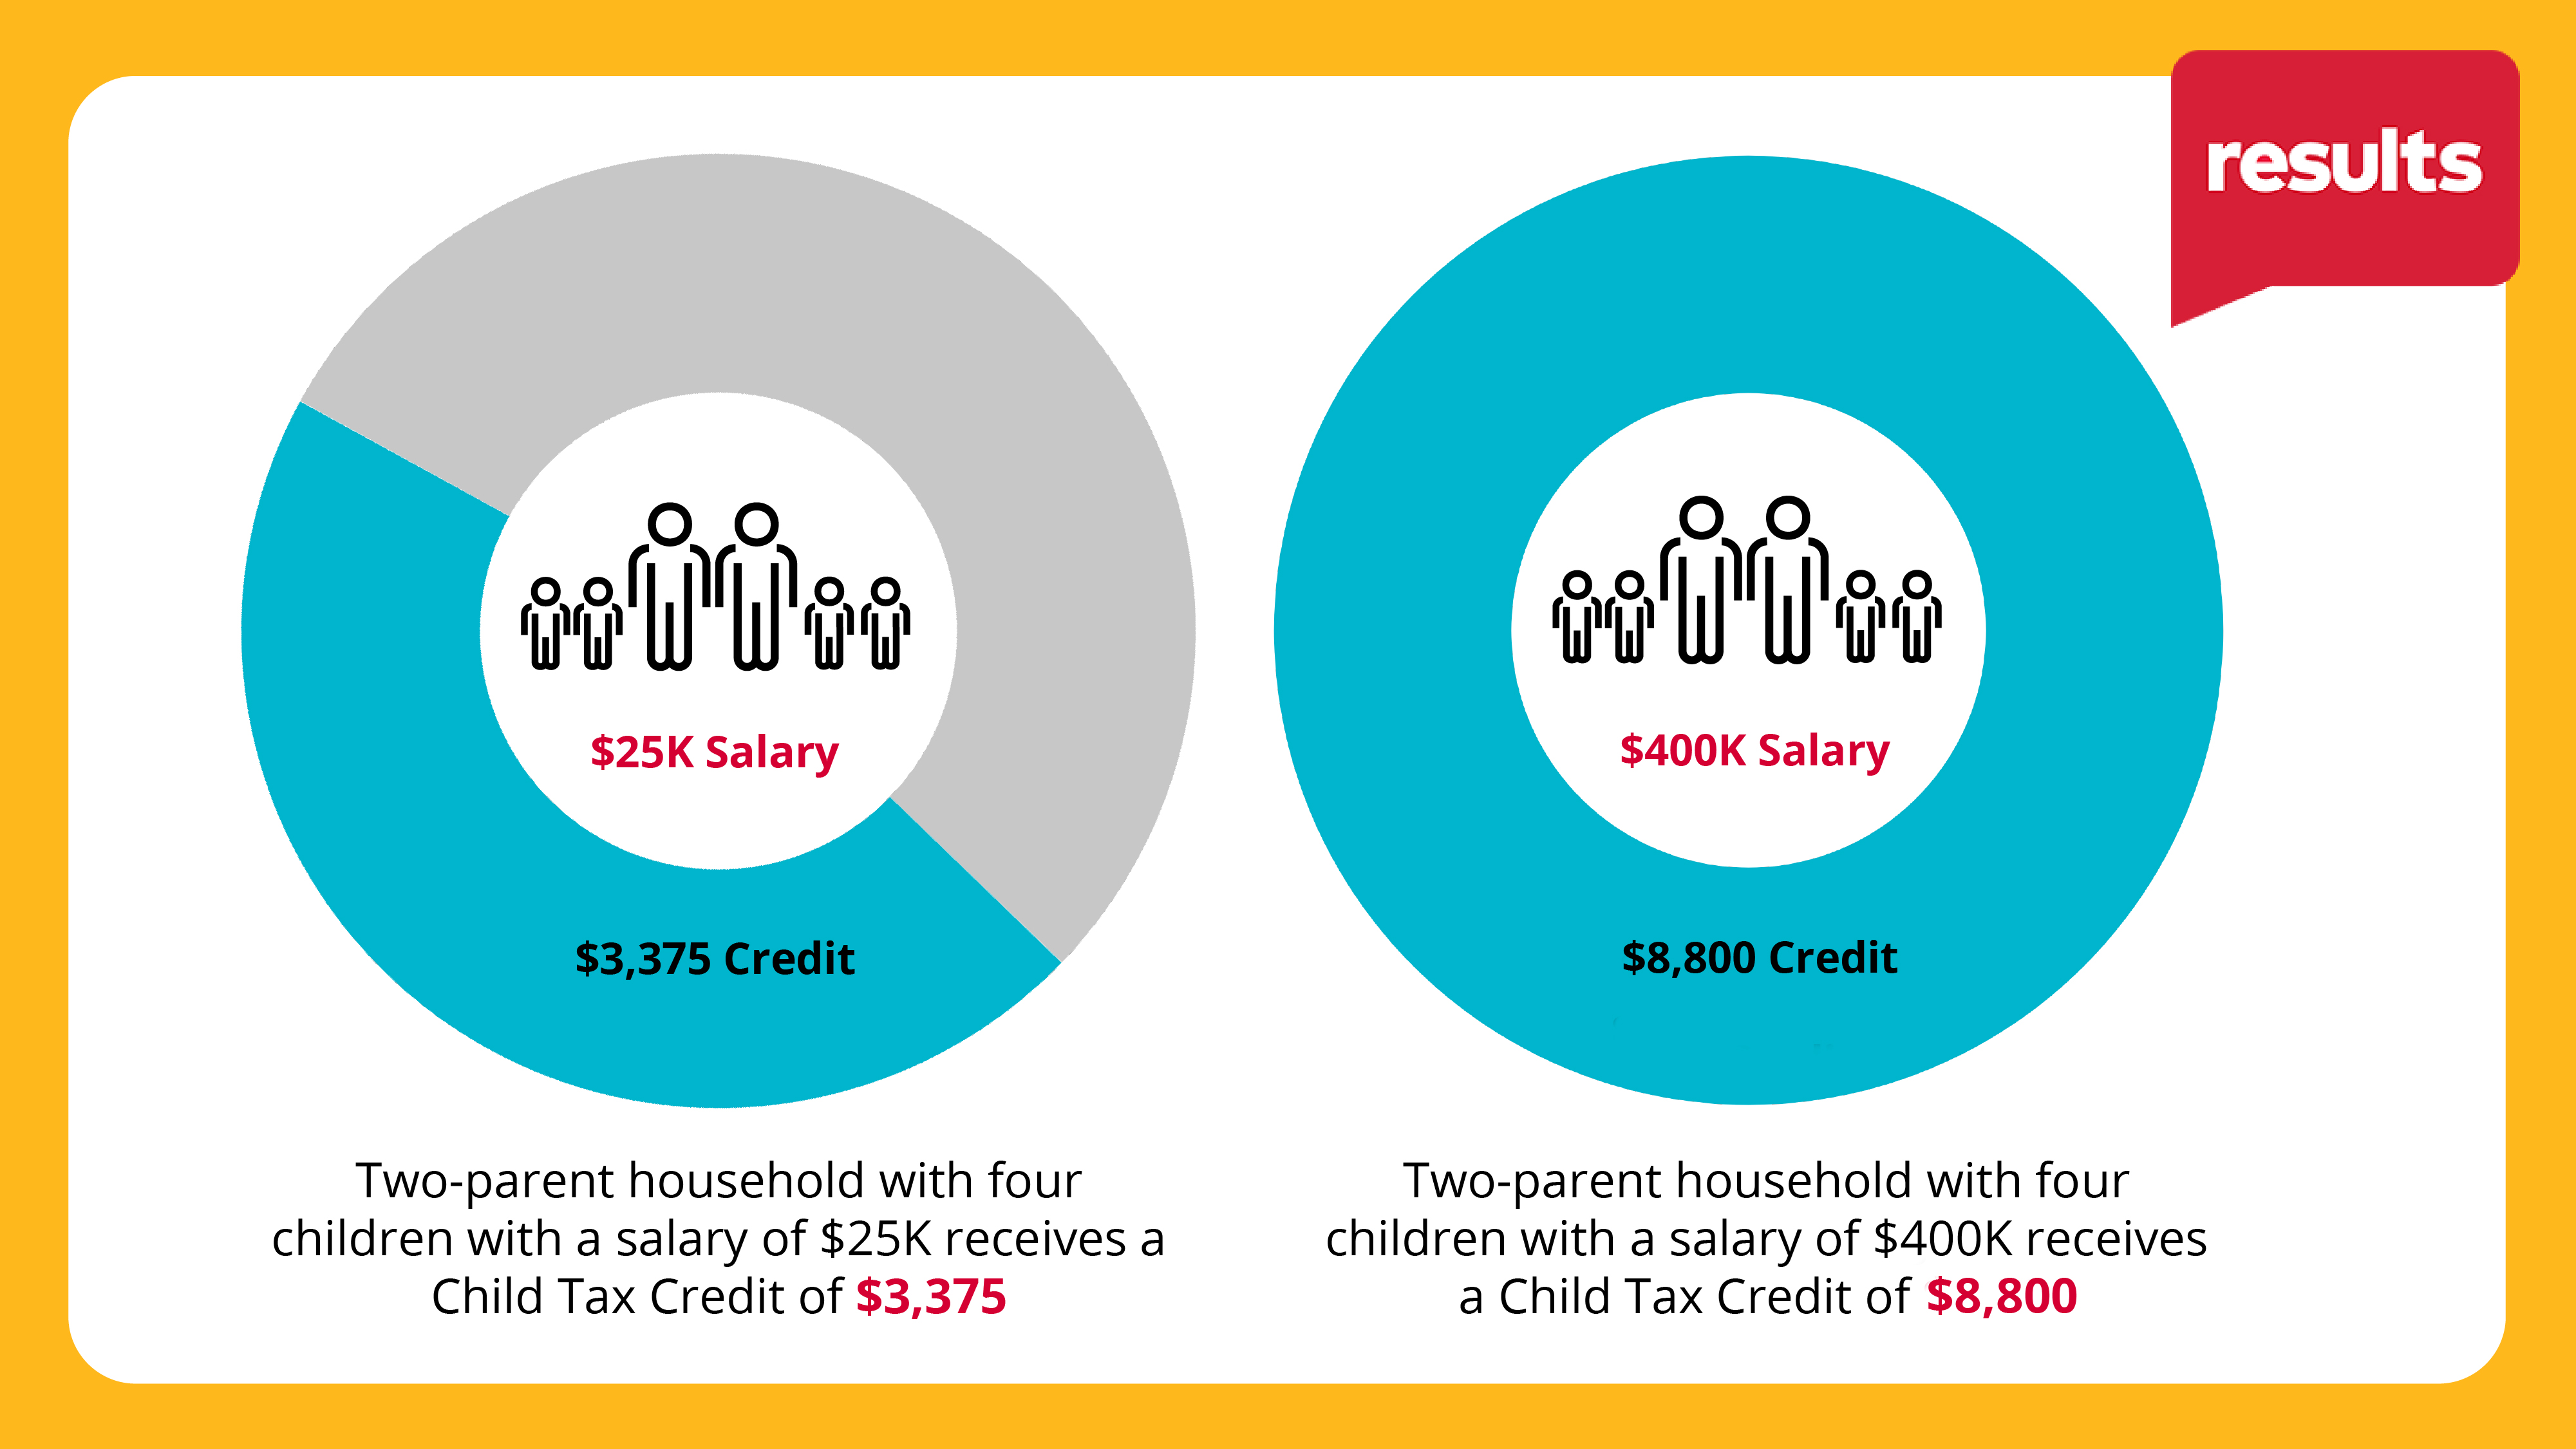 results
$25K Salary
$3,375 Credit
Two-parent household with four
children with a salary of $25K receives a
Child Tax Credit of $3,375
$400K Salary
$8,800 Credit
Two-parent household with four
children with a salary of $400K receives
a Child Tax Credit of $8,800